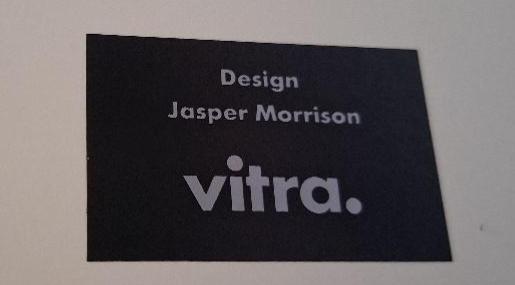 Design
Jasper Morrison
vitra.